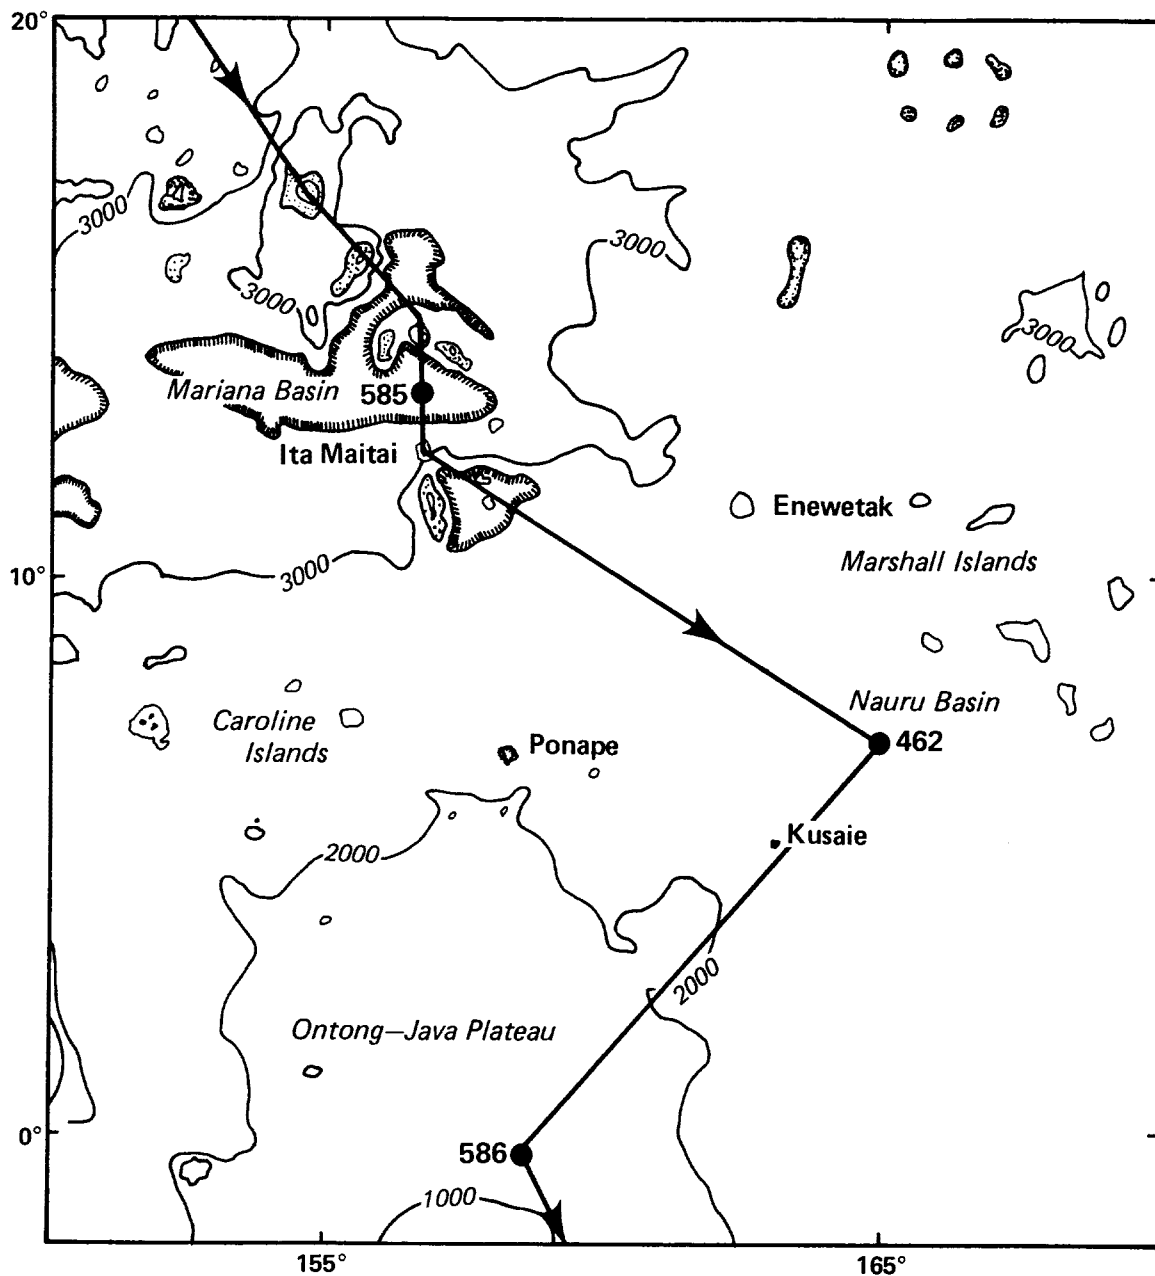 20°
3000
3000
3000
3000
Mariana Basin
585
Ita Maitai
Enewetak
Marshall Islands
10°
3000
Nauru Basin
Caroline
Islands
Ponape
462
Kusaie
2000
2000
Ontong—Java Plateau
0°
586
1000
155°
165°